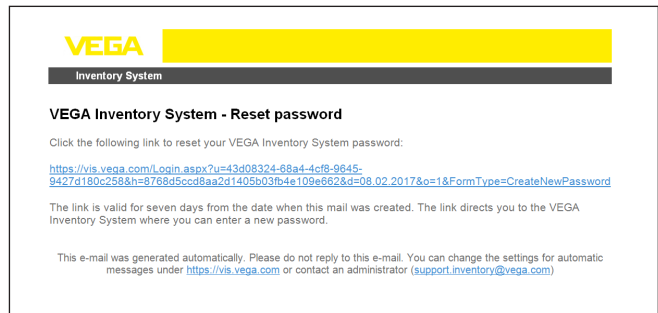 VEGA
Inventory System
VEGA Inventory System - Reset password
Click the following link to reset your VEGA Inventory System password:
https://vis.vega.com/Login.aspx?u=43d08324-68a4-4cf8-9645-
9427d180c258&h=8768d5ccd8aa2d1405b03fb4e109e662&d=08.02.2017&o=1&FormType=CreateNewPassword
The link is valid for seven days from the date when this mail was created. The link directs you to the VEGA
Inventory System where you can enter a new password.
This e-mail was generated automatically. Please do not reply to this e-mail. You can change the settings for automatic
messages under https://vis.vega.com or contact an administrator (support.inventory@vega.com)